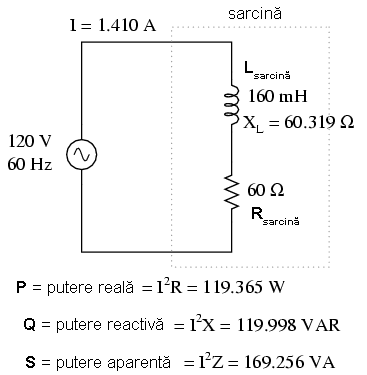 sarcină
I = 1.410 A
L sarcină
160 mH
X_L = 60.319 Ω
120 V
60 Hz
60 Ω
R sarcină
P = putere reală = I²R = 119.365 W
Q = putere reactivă = I²X = 119.998 VAR
S = putere aparentă = I²Z = 169.256 VA